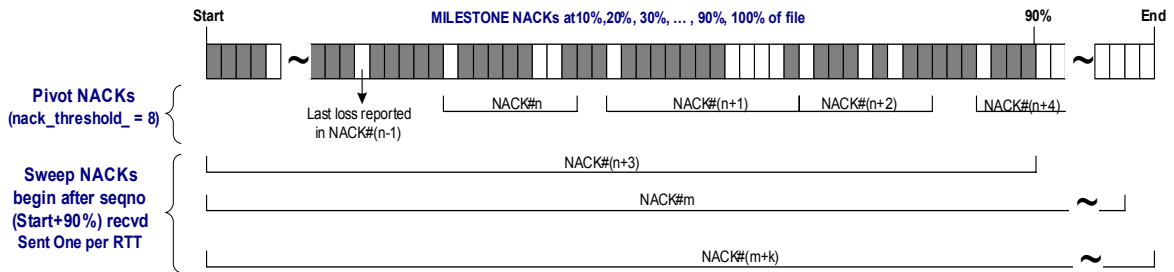 Start
MILESTONE NACKs at10%,20%, 30%, ... , 90%, 100% of file
90%
End
~
~
Pivot NACKs
(nack_threshold_ = 8)
Last loss reported
in NACK#(n-1)
NACK#n
NACK#(n+1)
NACK#(n+2)
NACK#(n+4)
Sweep NACKs
begin after seqno
(Start+90%) recvd
Sent One per RTT
NACK#(n+3)
NACK#m
~
NACK#(m+k)
~